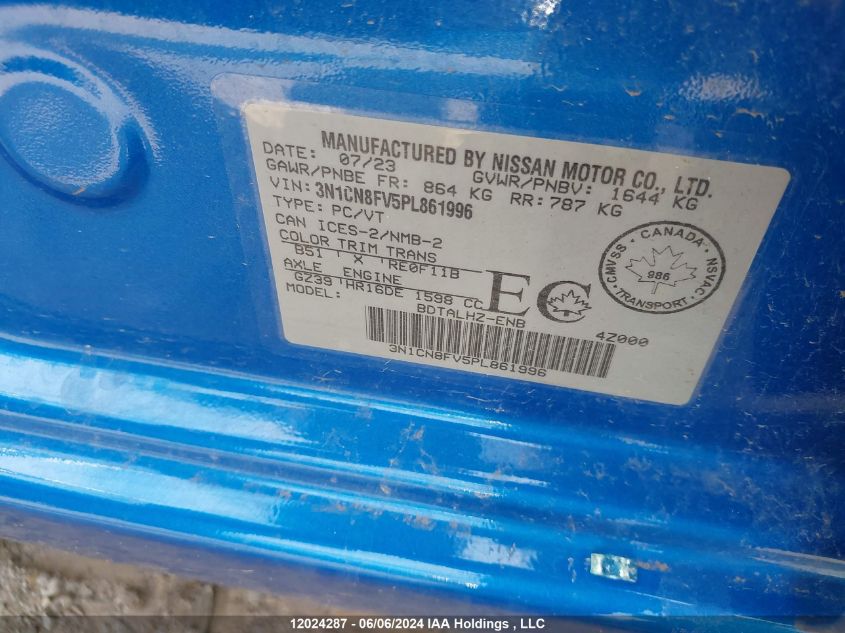 MANUFACTURED BY NISSAN MOTOR CO., LTD.
DATE: 07/23 GVWR/PNBV: 1644 KG
GAWR/PNBE FR: 864 KG RR: 787 KG
VIN: 3N1CN8FV5PL861996
TYPE: PC/VT
CAN ICES-2/NMB-2
COLOR TRIM TRANS
B51 X RE0F11B
AXLE ENGINE
GZ39 HR16DE 1598 CC
MODEL: BDTALHZ-ENB
EC
CMVSS · CANADA · NSVAC
986
· TRANSPORT ·
4Z000
3N1CN8FV5PL861996
12024287 - 06/06/2024 IAA Holdings , LLC